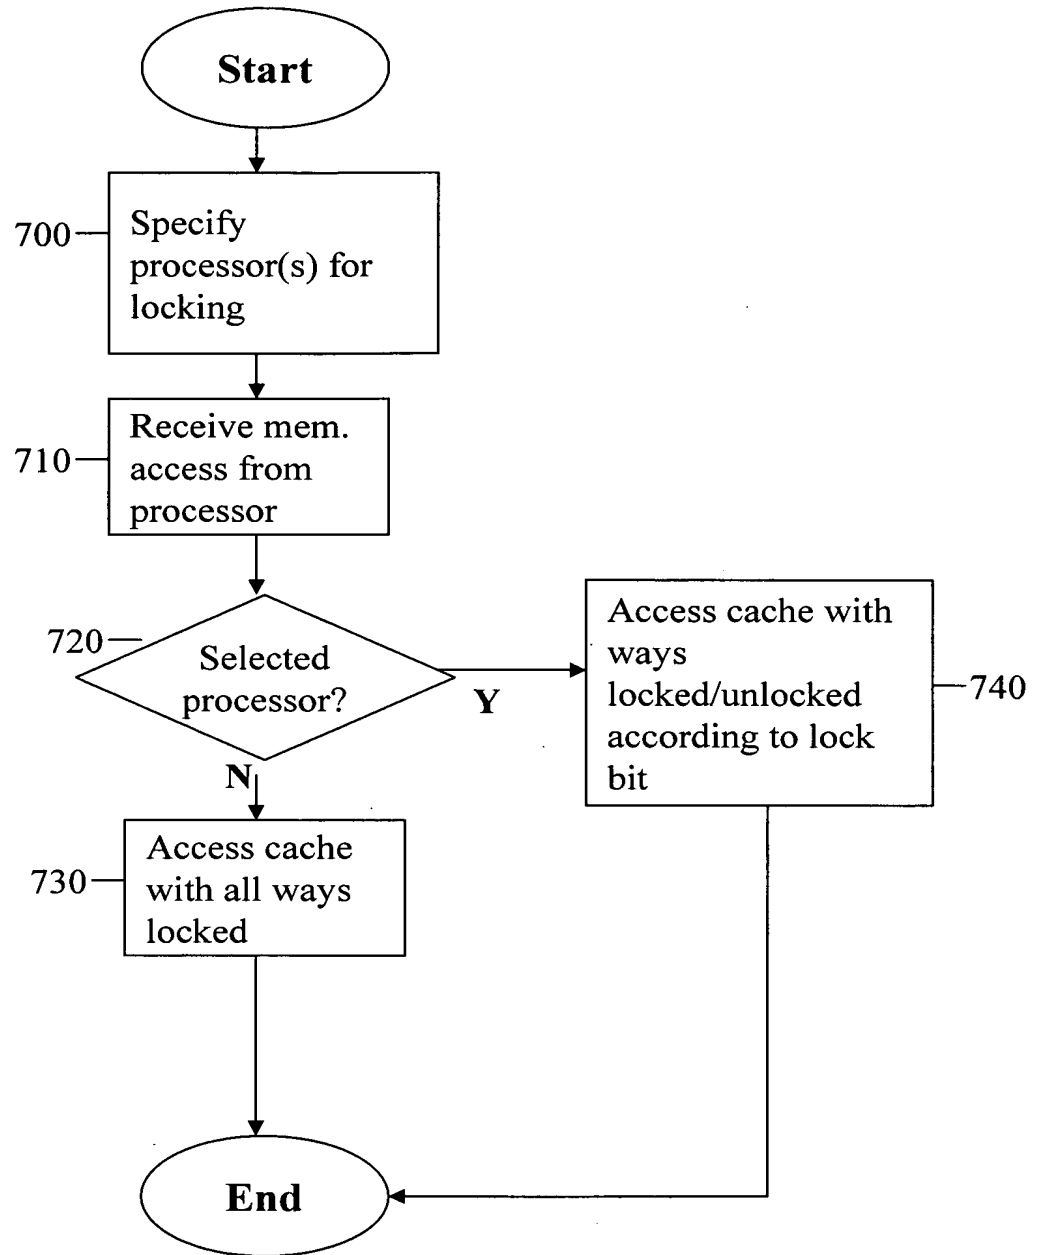 Start
700
Specify
processor(s) for
locking
710
Receive mem.
access from
processor
720
Selected
processor?
Y
N
Access cache with
ways
locked/unlocked
according to lock
bit
740
730
Access cache
with all ways
locked
End